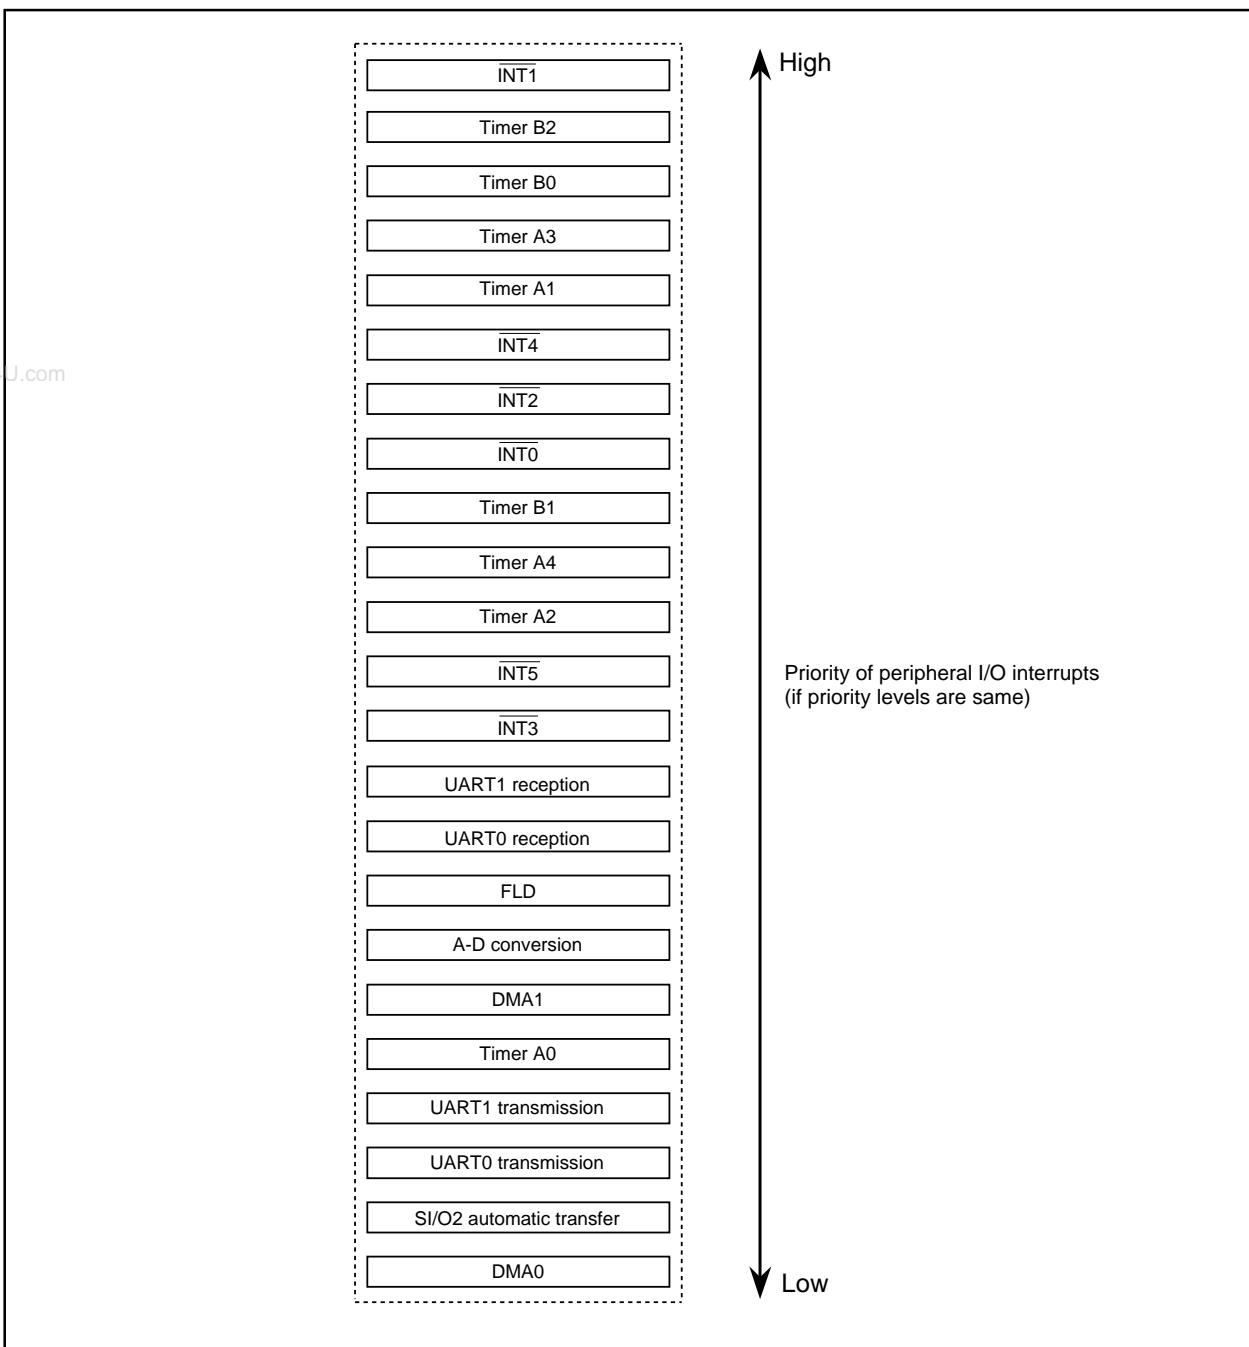 INT1
High
Timer B2
Timer B0
Timer A3
Timer A1
INT4
U.com
INT2
INT0
Timer B1
Timer A4
Timer A2
INT5
Priority of peripheral I/O interrupts
(if priority levels are same)
INT3
UART1 reception
UART0 reception
FLD
A-D conversion
DMA1
Timer A0
UART1 transmission
UART0 transmission
SI/O2 automatic transfer
DMA0
Low